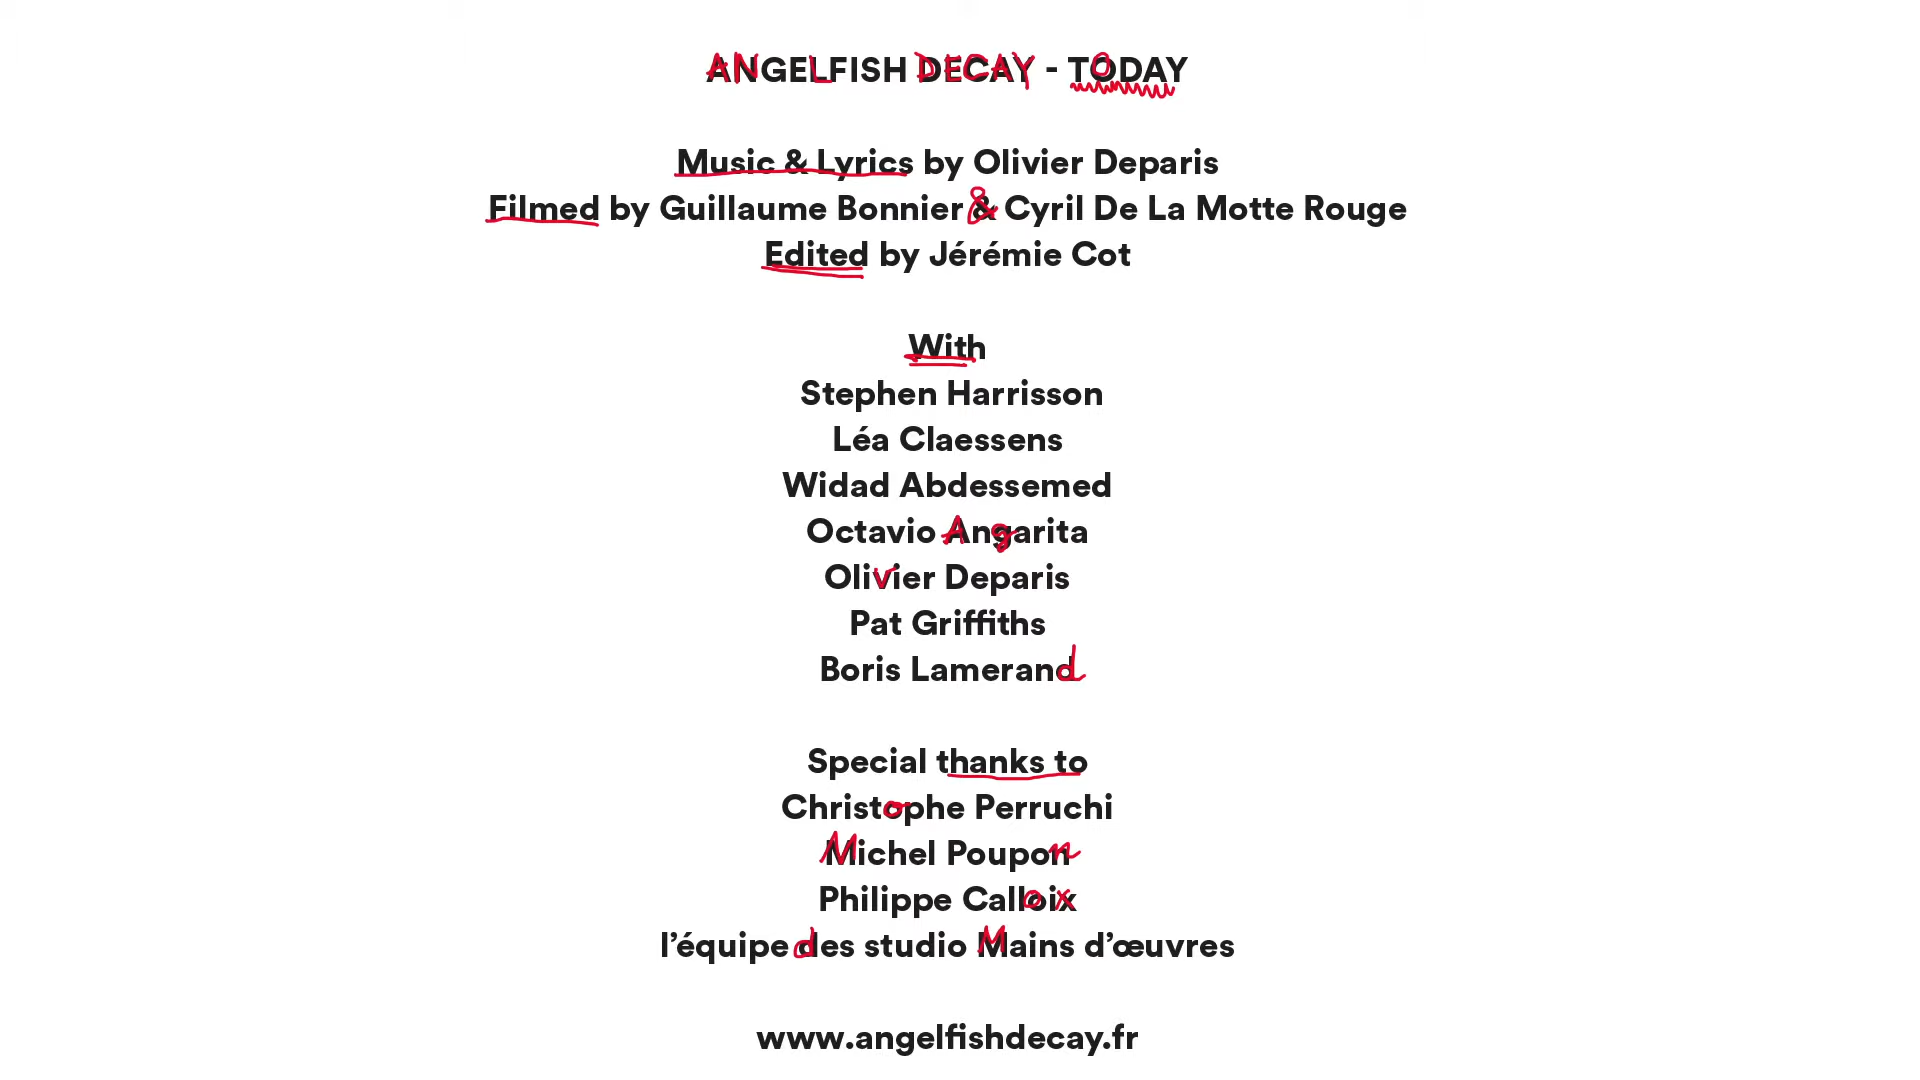 ANGELFISH DECAY - TODAY
Music & Lyrics by Olivier Deparis
Filmed by Guillaume Bonnier & Cyril De La Motte Rouge
Edited by Jérémie Cot
With
Stephen Harrisson
Léa Claessens
Widad Abdessemed
Octavio Angarita
Olivier Deparis
Pat Griffiths
Boris Lamerand
Special thanks to
Christophe Perruchi
Michel Poupon
Philippe Calloix
l’équipe des studio Mains d’œuvres
www.angelfishdecay.fr